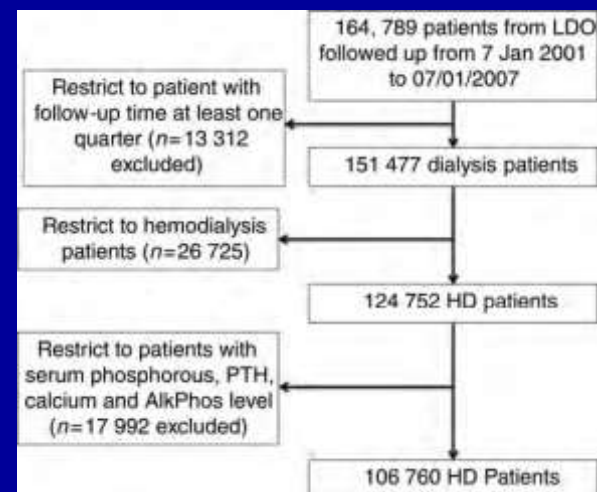 164, 789 patients from LDO
followed up from 7 Jan 2001
to 07/01/2007
Restrict to patient with
follow-up time at least one
quarter (n=13 312
excluded)
151 477 dialysis patients
Restrict to hemodialysis
patients (n=26 725)
124 752 HD patients
Restrict to patients with
serum phosphorous, PTH,
calcium and AlkPhos level
(n=17 992 excluded)
106 760 HD Patients